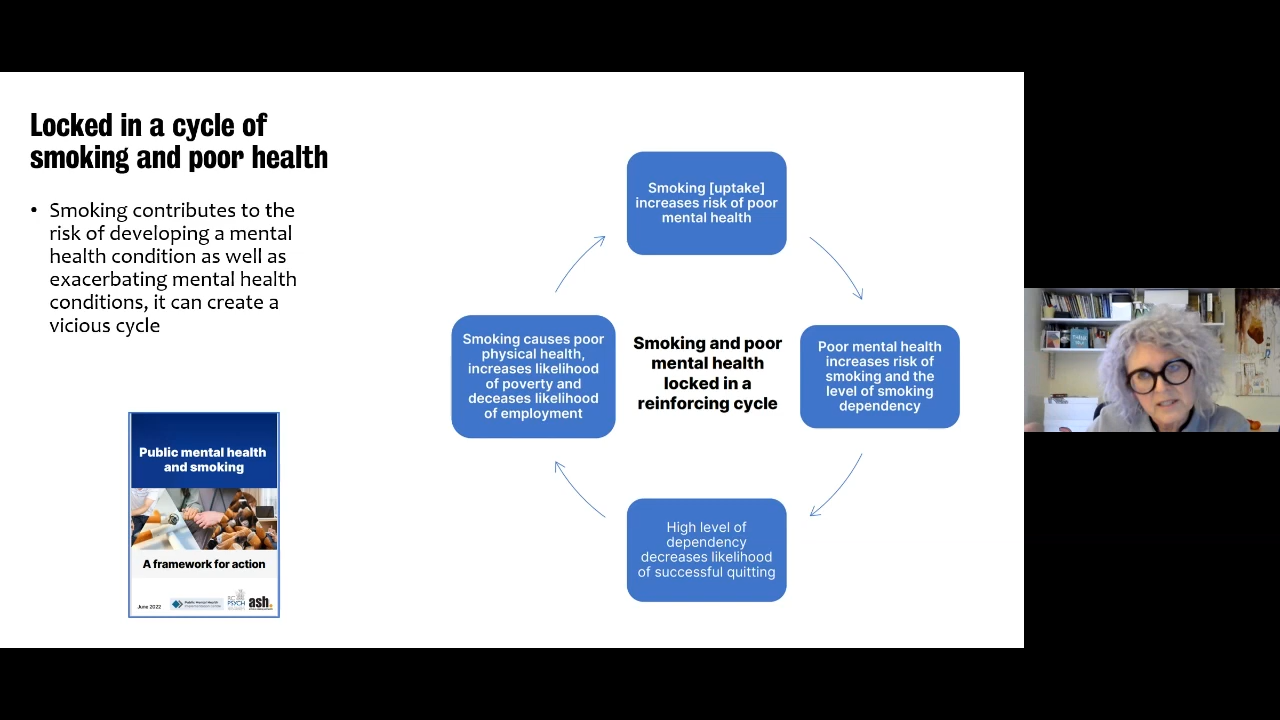 Locked in a cycle of
smoking and poor health
• Smoking contributes to the
risk of developing a mental
health condition as well as
exacerbating mental health
conditions, it can create a
vicious cycle
Public mental health
and smoking
A framework for action
June 2022
Public Mental Health
PSYCH
ash.
Smoking [uptake]
increases risk of poor
mental health
Smoking causes poor
physical health,
increases likelihood
of poverty and
deceases likelihood
of employment
Smoking and poor
mental health
locked in a
reinforcing cycle
Poor mental health
increases risk of
smoking and the
level of smoking
dependency
High level of
dependency
decreases likelihood
of successful quitting